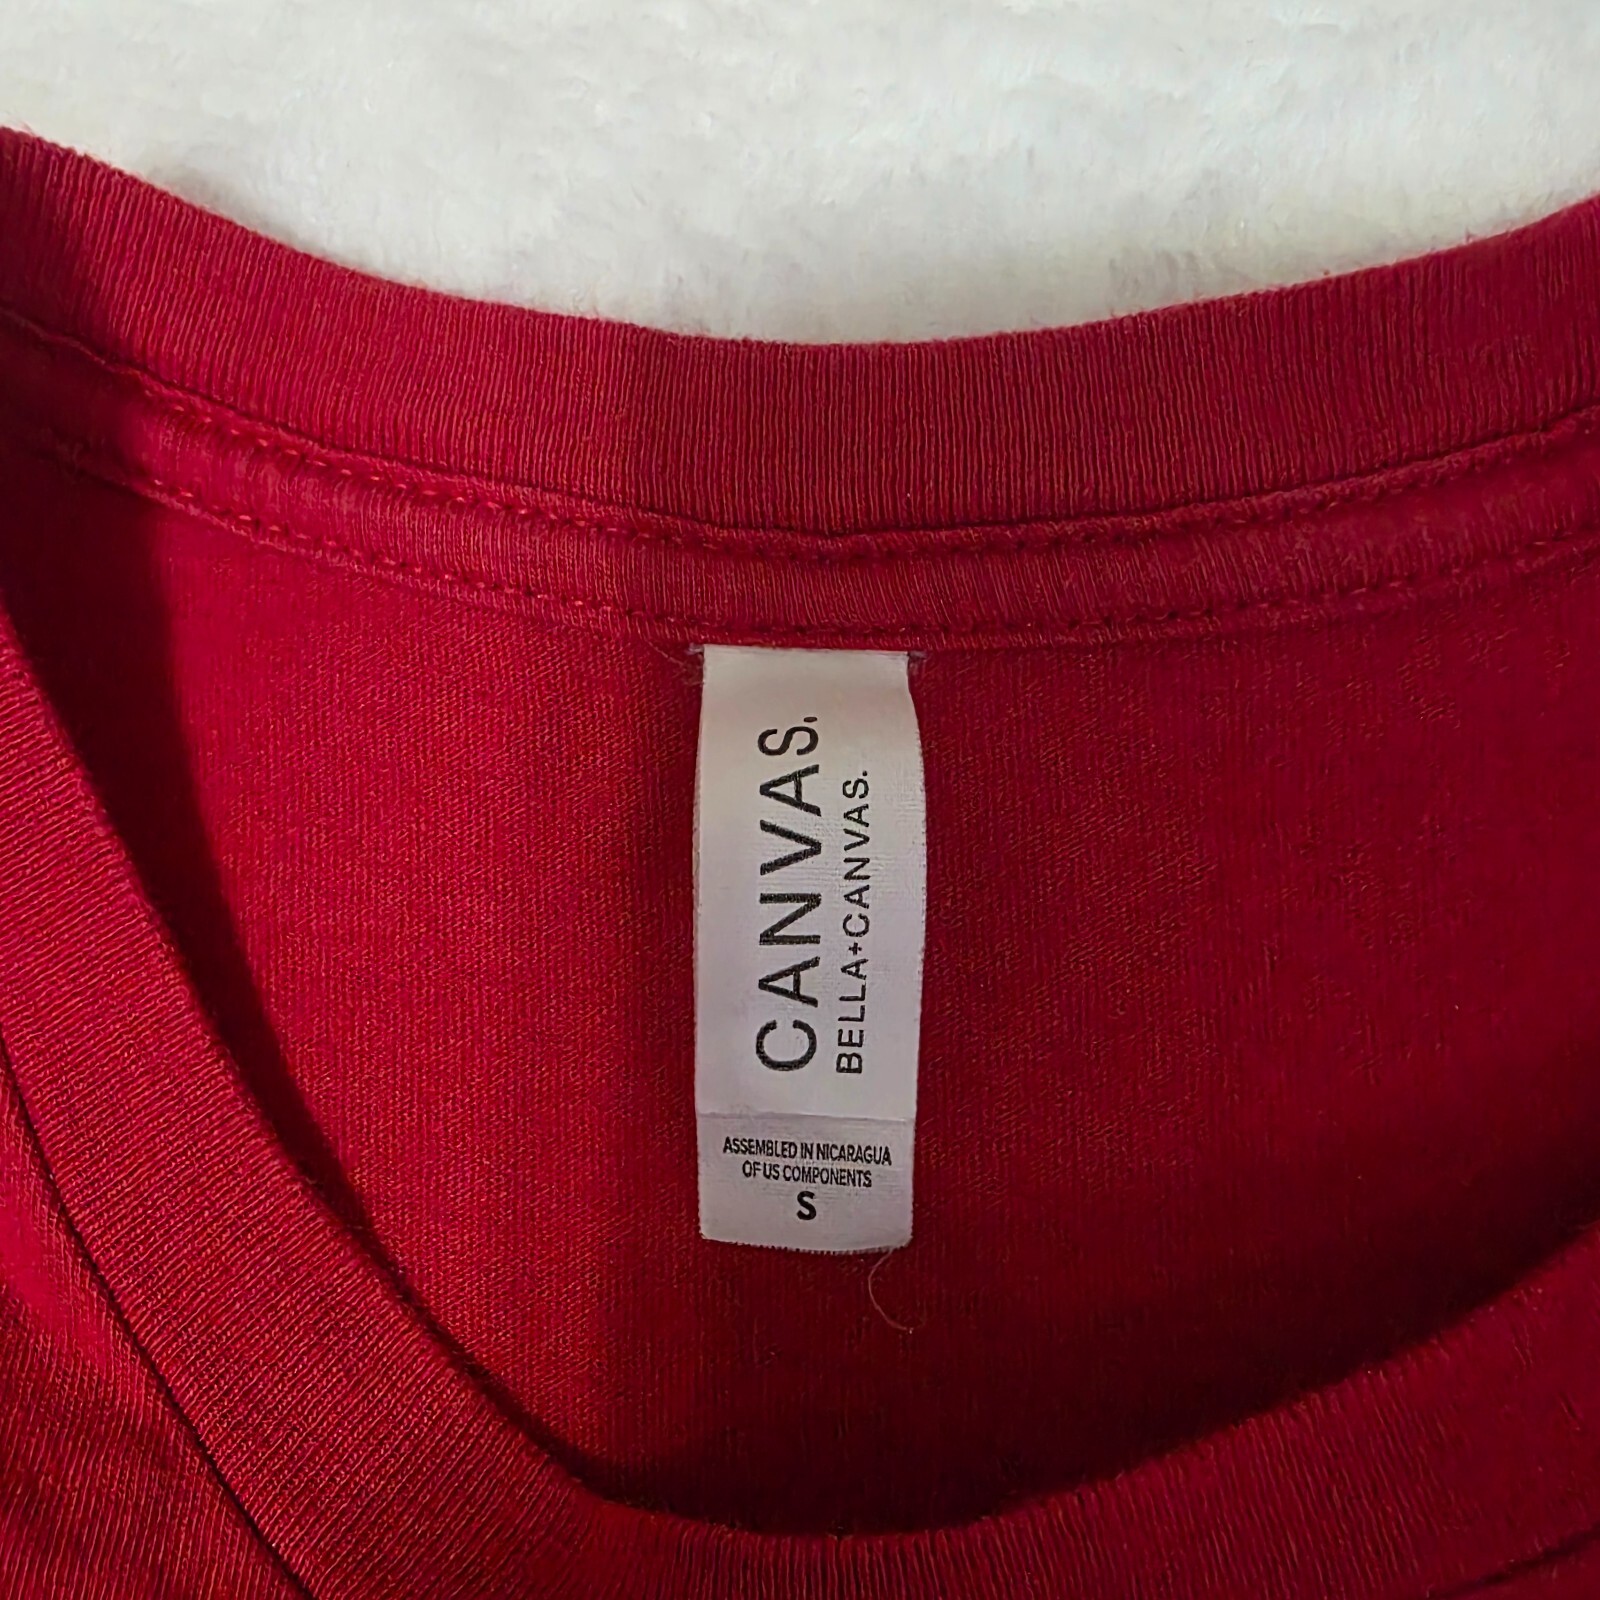 CANVAS.
BELLA+CANVAS.
ASSEMBLED IN NICARAGUA
OF US COMPONENTS
S